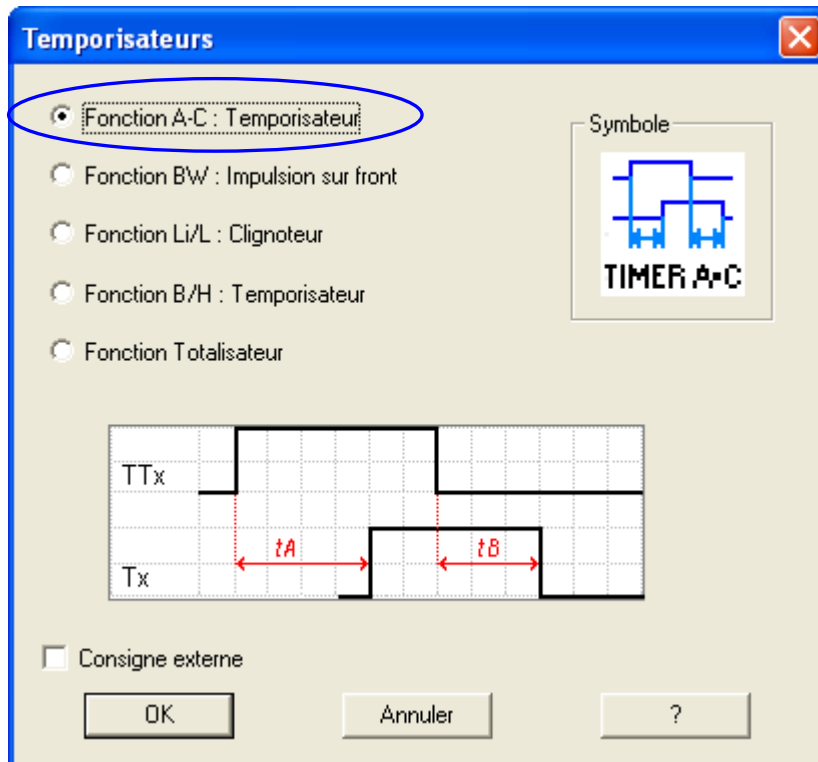 Temporisateurs
Fonction A-C : Temporisateur
Fonction BW : Impulsion sur front
Fonction Li/L : Clignoteur
Fonction B/H : Temporisateur
Fonction Totalisateur
Symbole
TIMER A•C
TTx
tA
tB
Tx
Consigne externe
OK
Annuler
?